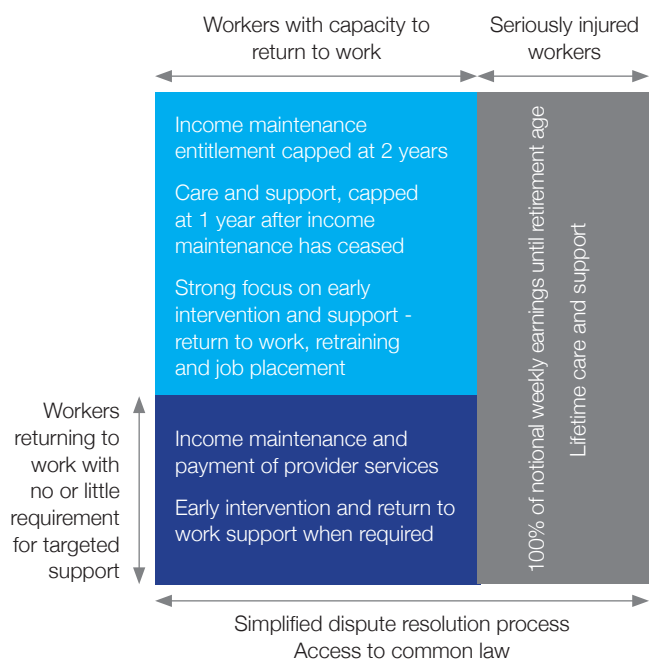 Workers with capacity to
return to work
Seriously injured
workers
Income maintenance
entitlement capped at 2 years
Care and support, capped
at 1 year after income
maintenance has ceased
Strong focus on early
intervention and support -
return to work, retraining
and job placement
100% of notional weekly earnings until retirement age
Lifetime care and support
Workers
returning to
work with
no or little
requirement
for targeted
support
Income maintenance and
payment of provider services
Early intervention and return to
work support when required
Simplified dispute resolution process
Access to common law